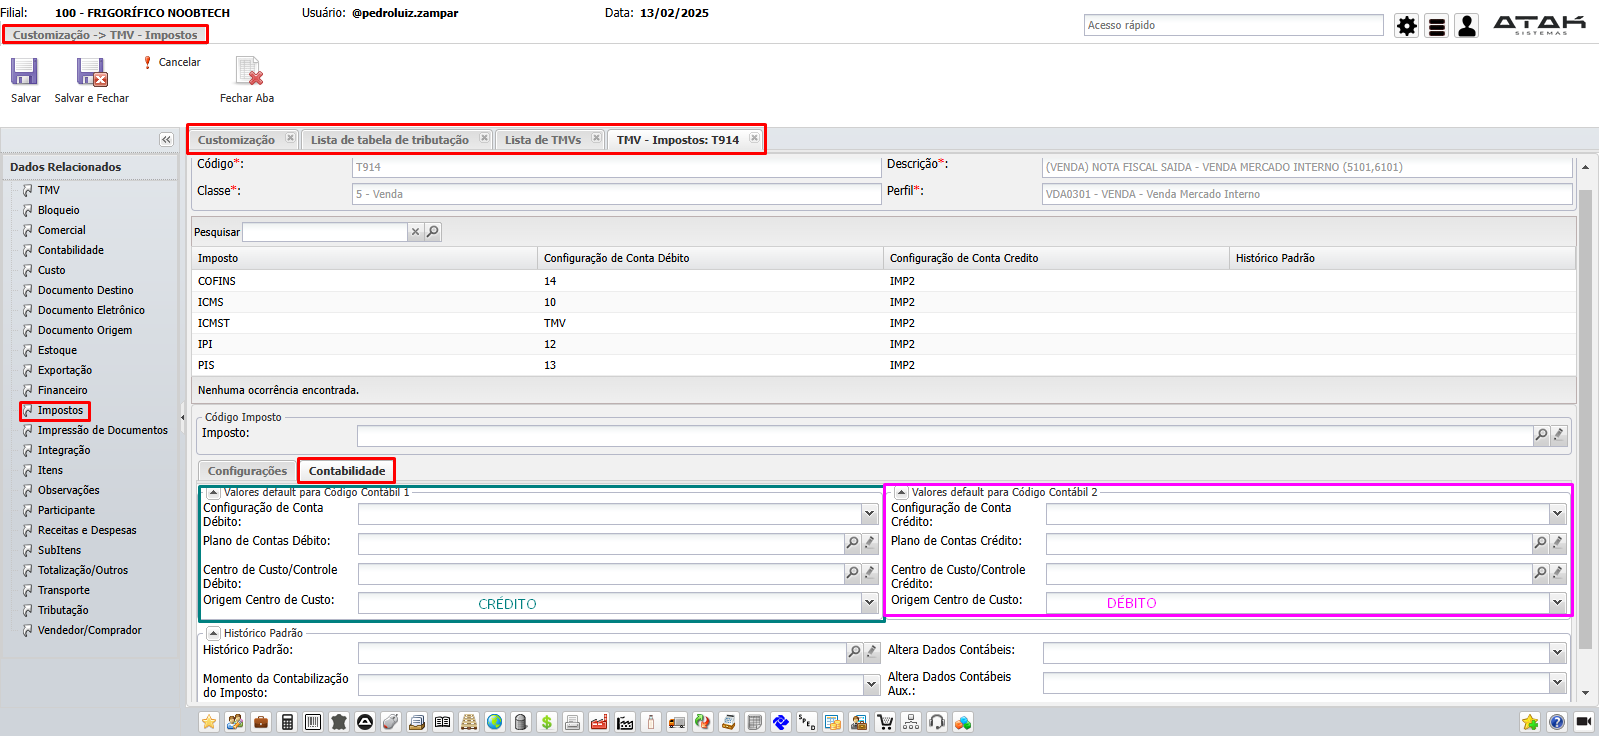 Filial: 100 - FRIGORÍFICO NOOBTECH Usuário: @pedroluiz.zampar Data: 13/02/2025
Customização -> TMV - Impostos
Acesso rápido
ATAK
SISTEMAS
Salvar
Salvar e Fechar
Cancelar
Fechar Aba
Customização
Lista de tabela de tributação
Lista de TMVs
TMV - Impostos: T914
Dados Relacionados
TMV
Bloqueio
Comercial
Contabilidade
Custo
Documento Destino
Documento Eletrônico
Documento Origem
Estoque
Exportação
Financeiro
Impostos
Impressão de Documentos
Integração
Itens
Observações
Participante
Receitas e Despesas
SubItens
Totalização/Outros
Transporte
Tributação
Vendedor/Comprador
Código*: T914
Descrição*: (VENDA) NOTA FISCAL SAIDA - VENDA MERCADO INTERNO (5101,6101)
Classe*: 5 - Venda
Perfil*: VDA0301 - VENDA - Venda Mercado Interno
Pesquisar
Imposto Configuração de Conta Débito Configuração de Conta Credito Histórico Padrão
COFINS 14 IMP2
ICMS 10 IMP2
ICMST TMV IMP2
IPI 12 IMP2
PIS 13 IMP2
Nenhuma ocorrência encontrada.
Código Imposto
Imposto:
Configurações
Contabilidade
Valores default para Código Contábil 1
Configuração de Conta
Débito:
Plano de Contas Débito:
Centro de Custo/Controle
Débito:
Origem Centro de Custo: CRÉDITO
Valores default para Código Contábil 2
Configuração de Conta
Crédito:
Plano de Contas Crédito:
Centro de Custo/Controle
Crédito:
Origem Centro de Custo: DÉBITO
Histórico Padrão
Histórico Padrão:
Altera Dados Contábeis:
Momento da Contabilização
do Imposto:
Altera Dados Contábeis
Aux.: